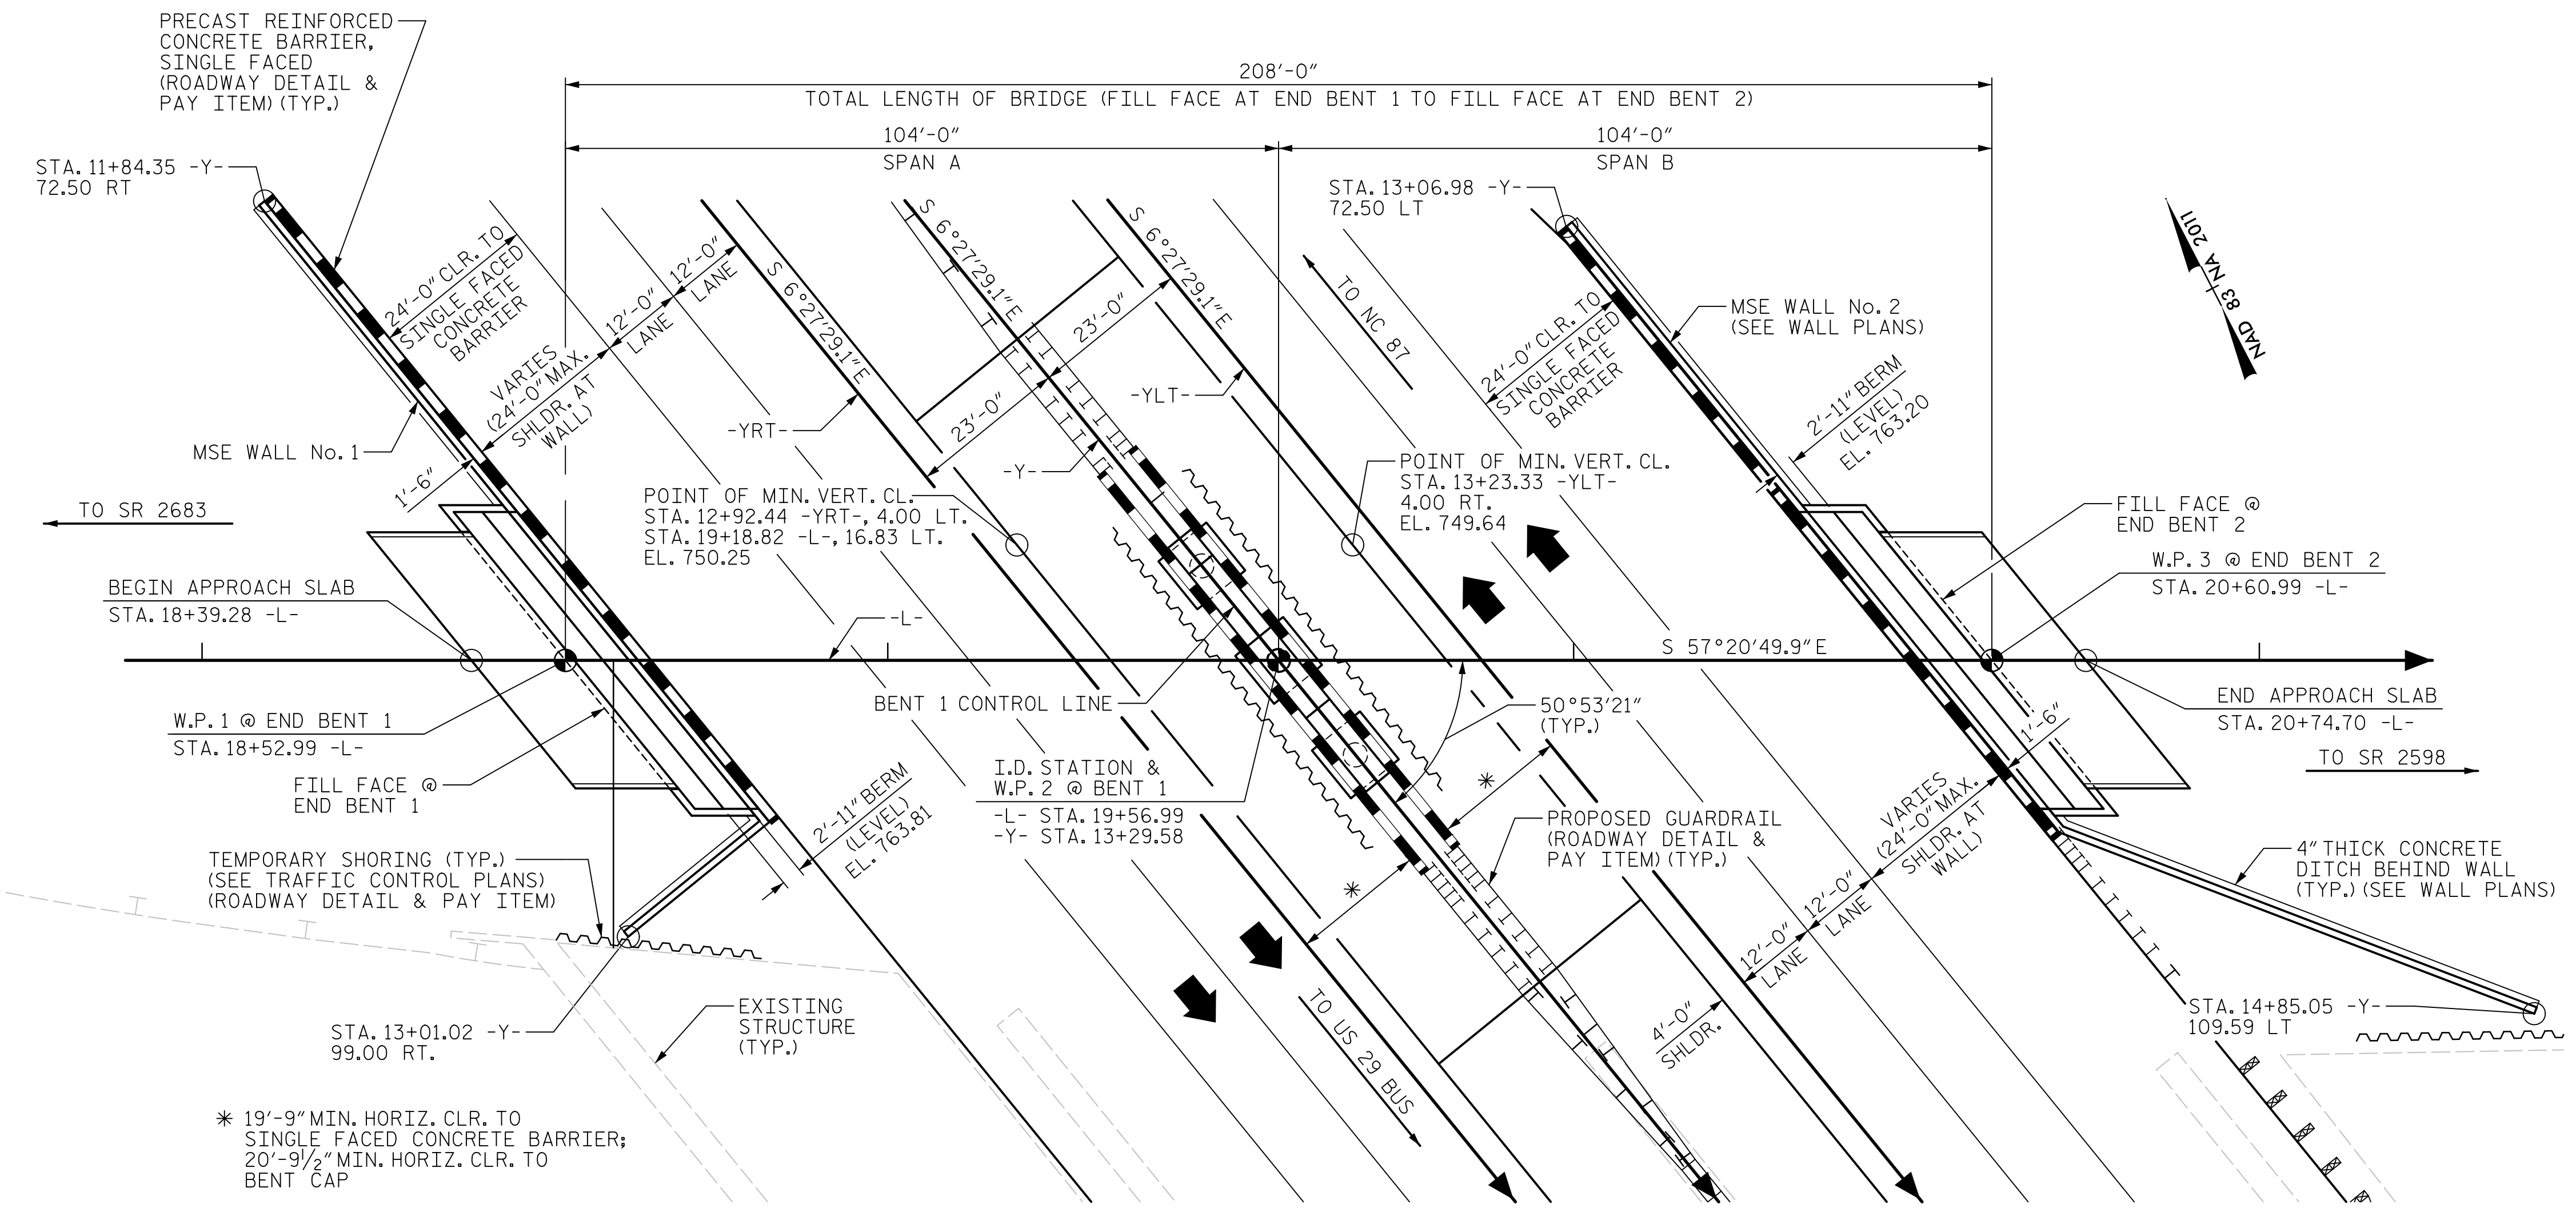 PRECAST REINFORCED
CONCRETE BARRIER,
SINGLE FACED
(ROADWAY DETAIL &
PAY ITEM) (TYP.)
208'-0"
TOTAL LENGTH OF BRIDGE (FILL FACE AT END BENT 1 TO FILL FACE AT END BENT 2)
104'-0"
SPAN A
104'-0"
SPAN B
STA. 11+84.35 -Y-
72.50 RT
STA. 13+06.98 -Y-
72.50 LT
NAD 83 NA 2011
24'-0" CLR. TO
SINGLE FACED
CONCRETE
BARRIER
VARIES
(24'-0" MAX.
SHLDR. AT
WALL)
12'-0"
LANE
12'-0"
LANE
S 6°27'29.1" E
S 6°27'29.1" E
S 6°27'29.1" E
23'-0"
23'-0"
TO NC 87
24'-0" CLR. TO
SINGLE FACED
CONCRETE
BARRIER
MSE WALL No. 2
(SEE WALL PLANS)
2'-11" BERM
(LEVEL)
EL. 763.20
-YRT-
-YLT-
-Y-
MSE WALL No. 1
1'-6"
POINT OF MIN. VERT. CL.
STA. 12+92.44 -YRT-, 4.00 LT.
STA. 19+18.82 -L-, 16.83 LT.
EL. 750.25
POINT OF MIN. VERT. CL.
STA. 13+23.33 -YLT-
4.00 RT.
EL. 749.64
TO SR 2683
FILL FACE @
END BENT 2
W.P. 3 @ END BENT 2
STA. 20+60.99 -L-
BEGIN APPROACH SLAB
STA. 18+39.28 -L-
-L-
S 57°20'49.9" E
W.P. 1 @ END BENT 1
STA. 18+52.99 -L-
BENT 1 CONTROL LINE
50°53'21"
(TYP.)
END APPROACH SLAB
STA. 20+74.70 -L-
1'-6"
TO SR 2598
FILL FACE @
END BENT 1
2'-11" BERM
(LEVEL)
EL. 763.81
I.D. STATION &
W.P. 2 @ BENT 1
-L- STA. 19+56.99
-Y- STA. 13+29.58
*
*
PROPOSED GUARDRAIL
(ROADWAY DETAIL &
PAY ITEM) (TYP.)
VARIES
(24'-0" MAX.
SHLDR. AT
WALL)
12'-0"
LANE
12'-0"
LANE
4'-0"
SHLDR.
TEMPORARY SHORING (TYP.)
(SEE TRAFFIC CONTROL PLANS)
(ROADWAY DETAIL & PAY ITEM)
4" THICK CONCRETE
DITCH BEHIND WALL
(TYP.) (SEE WALL PLANS)
STA. 13+01.02 -Y-
99.00 RT.
EXISTING
STRUCTURE
(TYP.)
TO US 29 BUS
STA. 14+85.05 -Y-
109.59 LT
* 19'-9" MIN. HORIZ. CLR. TO
SINGLE FACED CONCRETE BARRIER;
20'-9 1/2" MIN. HORIZ. CLR. TO
BENT CAP